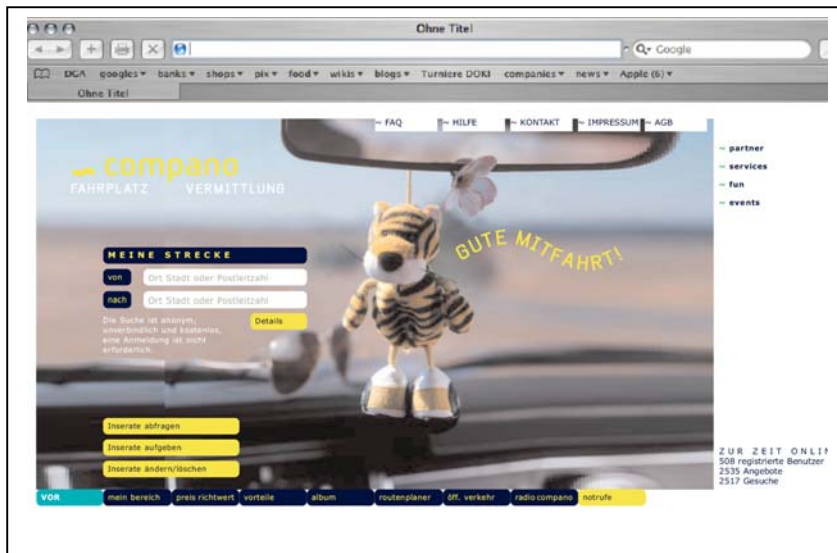 Ohne Titel
Google
DGA googles banks shops pix food wikis blogs Turniere DOKI companies news Apple (6)
Ohne Titel
~ FAQ ~ HILFE ~ KONTAKT ~ IMPRESSUM ~ AGB
~ partner
~ services
~ fun
~ events
compano
FAHRPLATZ VERMITTLUNG
GUTE MITFAHRT!
MEINE STRECKE
von Ort Stadt oder Postleitzahl
nach Ort Stadt oder Postleitzahl
Die Suche ist anonym,
unverbindlich und kostenlos,
eine Anmeldung ist nicht
erforderlich.
Details
Inserate abfragen
Inserate aufgeben
Inserate ändern/löschen
ZUR ZEIT ONLIN
508 registrierte Benutzer
2535 Angebote
2517 Gesuche
VOR mein bereich preis richtwert vorteile album routenplaner öff. verkehr radio compano notrufe